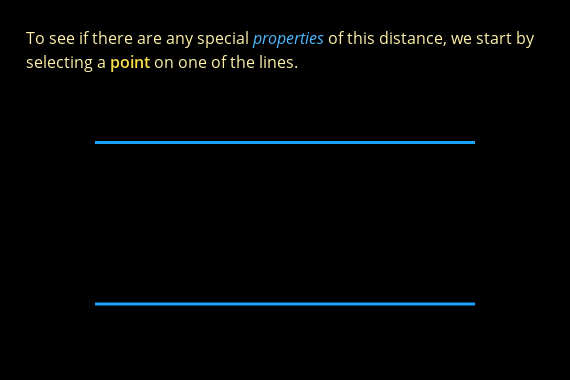 To see if there are any special properties of this distance, we start by
selecting a point on one of the lines.